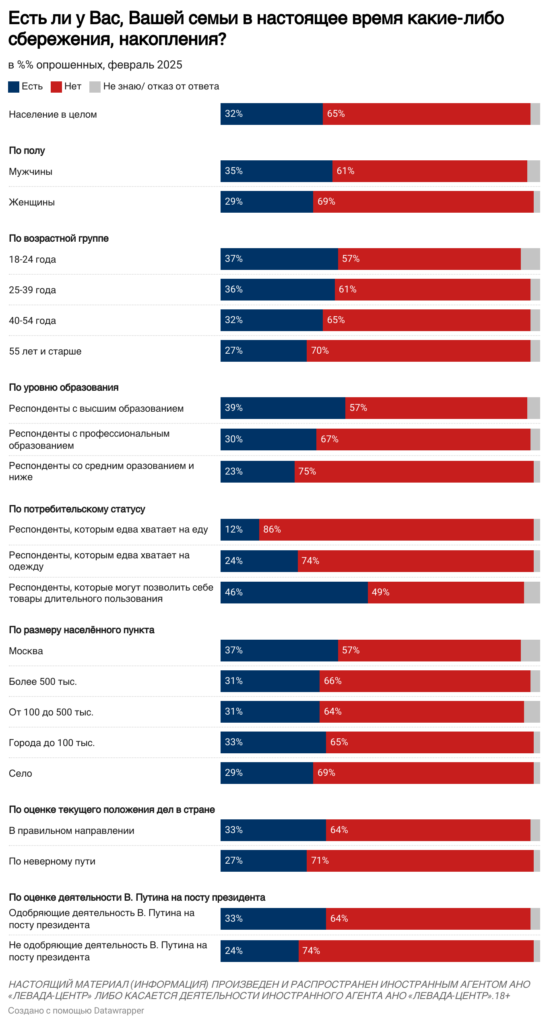 Есть ли у Вас, Вашей семьи в настоящее время какие-либо
сбережения, накопления?
в %% опрошенных, февраль 2025
Есть Нет Не знаю/ отказ от ответа
Население в целом 32% 65%
По полу
Мужчины 35% 61%
Женщины 29% 69%
По возрастной группе
18-24 года 37% 57%
25-39 года 36% 61%
40-54 года 32% 65%
55 лет и старше 27% 70%
По уровню образования
Респонденты с высшим образованием 39% 57%
Респонденты с профессиональным
образованием 30% 67%
Респонденты со средним оразованием и
ниже 23% 75%
По потребительскому статусу
Респонденты, которым едва хватает на еду 12% 86%
Респонденты, которым едва хватает на
одежду 24% 74%
Респонденты, которые могут позволить себе
товары длительного пользования 46% 49%
По размеру населённого пункта
Москва 37% 57%
Более 500 тыс. 31% 66%
От 100 до 500 тыс. 31% 64%
Города до 100 тыс. 33% 65%
Село 29% 69%
По оценке текущего положения дел в стране
В правильном направлении 33% 64%
По неверному пути 27% 71%
По оценке деятельности В. Путина на посту президента
Одобряющие деятельность В. Путина на
посту президента 33% 64%
Не одобряющие деятельность В. Путина на
посту президента 24% 74%
НАСТОЯЩИЙ МАТЕРИАЛ (ИНФОРМАЦИЯ) ПРОИЗВЕДЕН И РАСПРОСТРАНЕН ИНОСТРАННЫМ АГЕНТОМ АНО
«ЛЕВАДА-ЦЕНТР» ЛИБО КАСАЕТСЯ ДЕЯТЕЛЬНОСТИ ИНОСТРАННОГО АГЕНТА АНО «ЛЕВАДА-ЦЕНТР».18+
Создано с помощью Datawrapper